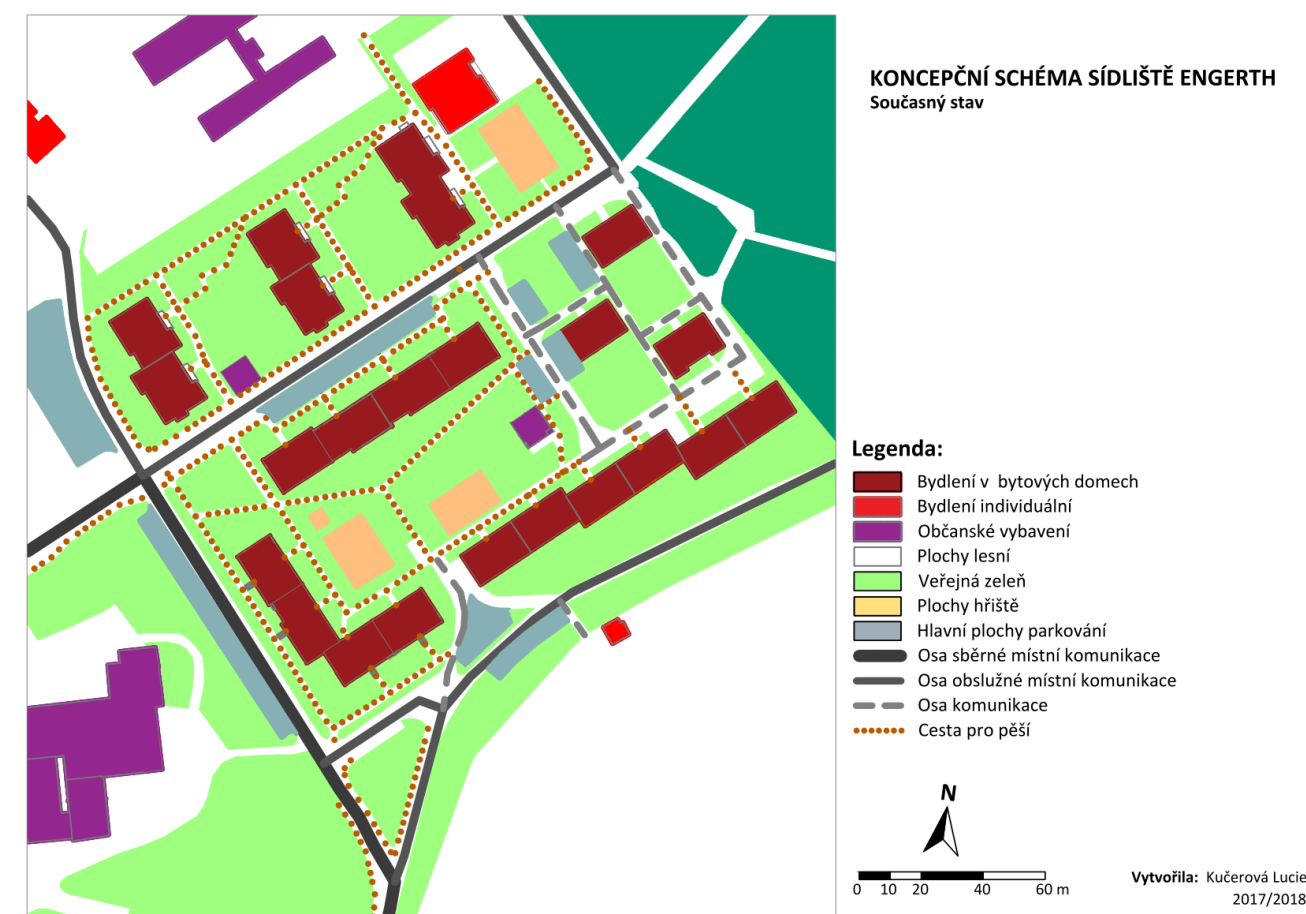 KONCEPČNÍ SCHÉMA SÍDLIŠTĚ ENGERTH
Současný stav
Legenda:
Bydlení v bytových domech
Bydlení individuální
Občanské vybavení
Plochy lesní
Veřejná zeleň
Plochy hřiště
Hlavní plochy parkování
Osa sběrné místní komunikace
Osa obslužné místní komunikace
Osa komunikace
Cesta pro pěší
N
0 10 20 40 60 m
Vytvořila: Kučerová Lucie
2017/2018